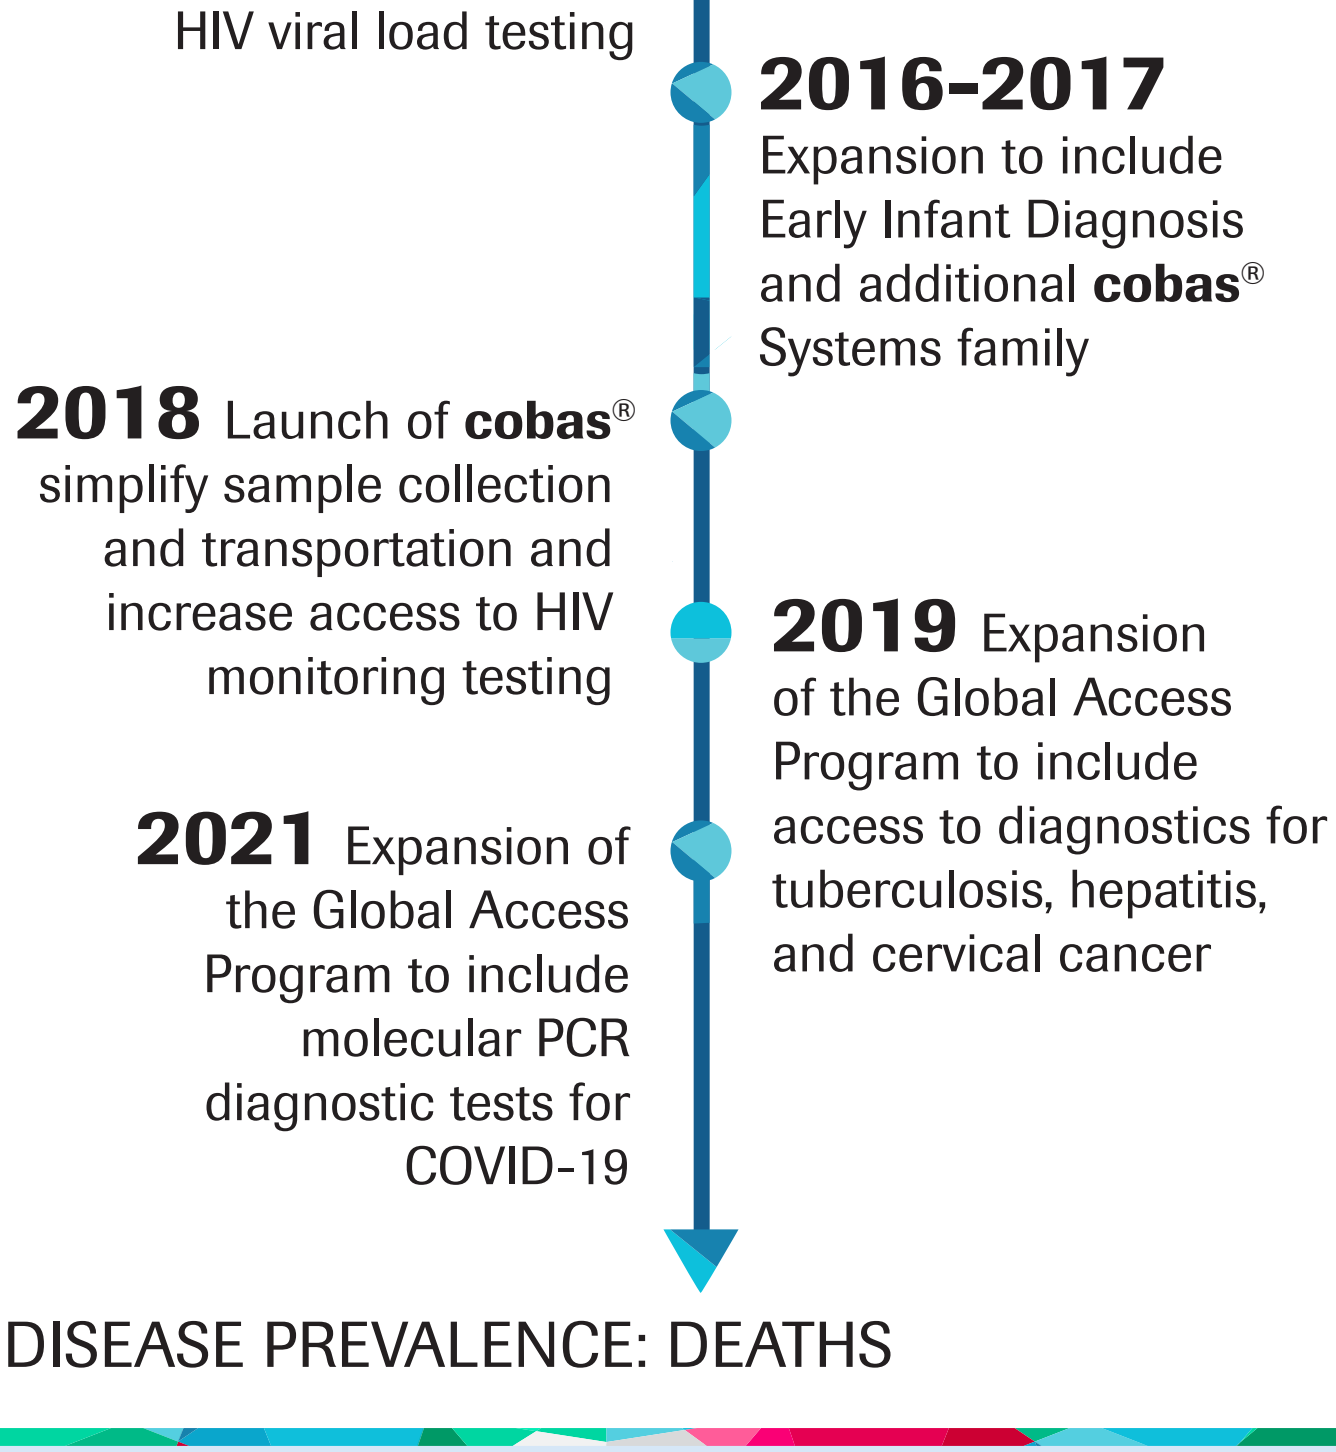 HIV viral load testing
2016-2017
Expansion to include
Early Infant Diagnosis
and additional cobas®
Systems family
2018 Launch of cobas®
simplify sample collection
and transportation and
increase access to HIV
monitoring testing
2019 Expansion
of the Global Access
Program to include
access to diagnostics for
tuberculosis, hepatitis,
and cervical cancer
2021 Expansion of
the Global Access
Program to include
molecular PCR
diagnostic tests for
COVID-19
DISEASE PREVALENCE: DEATHS